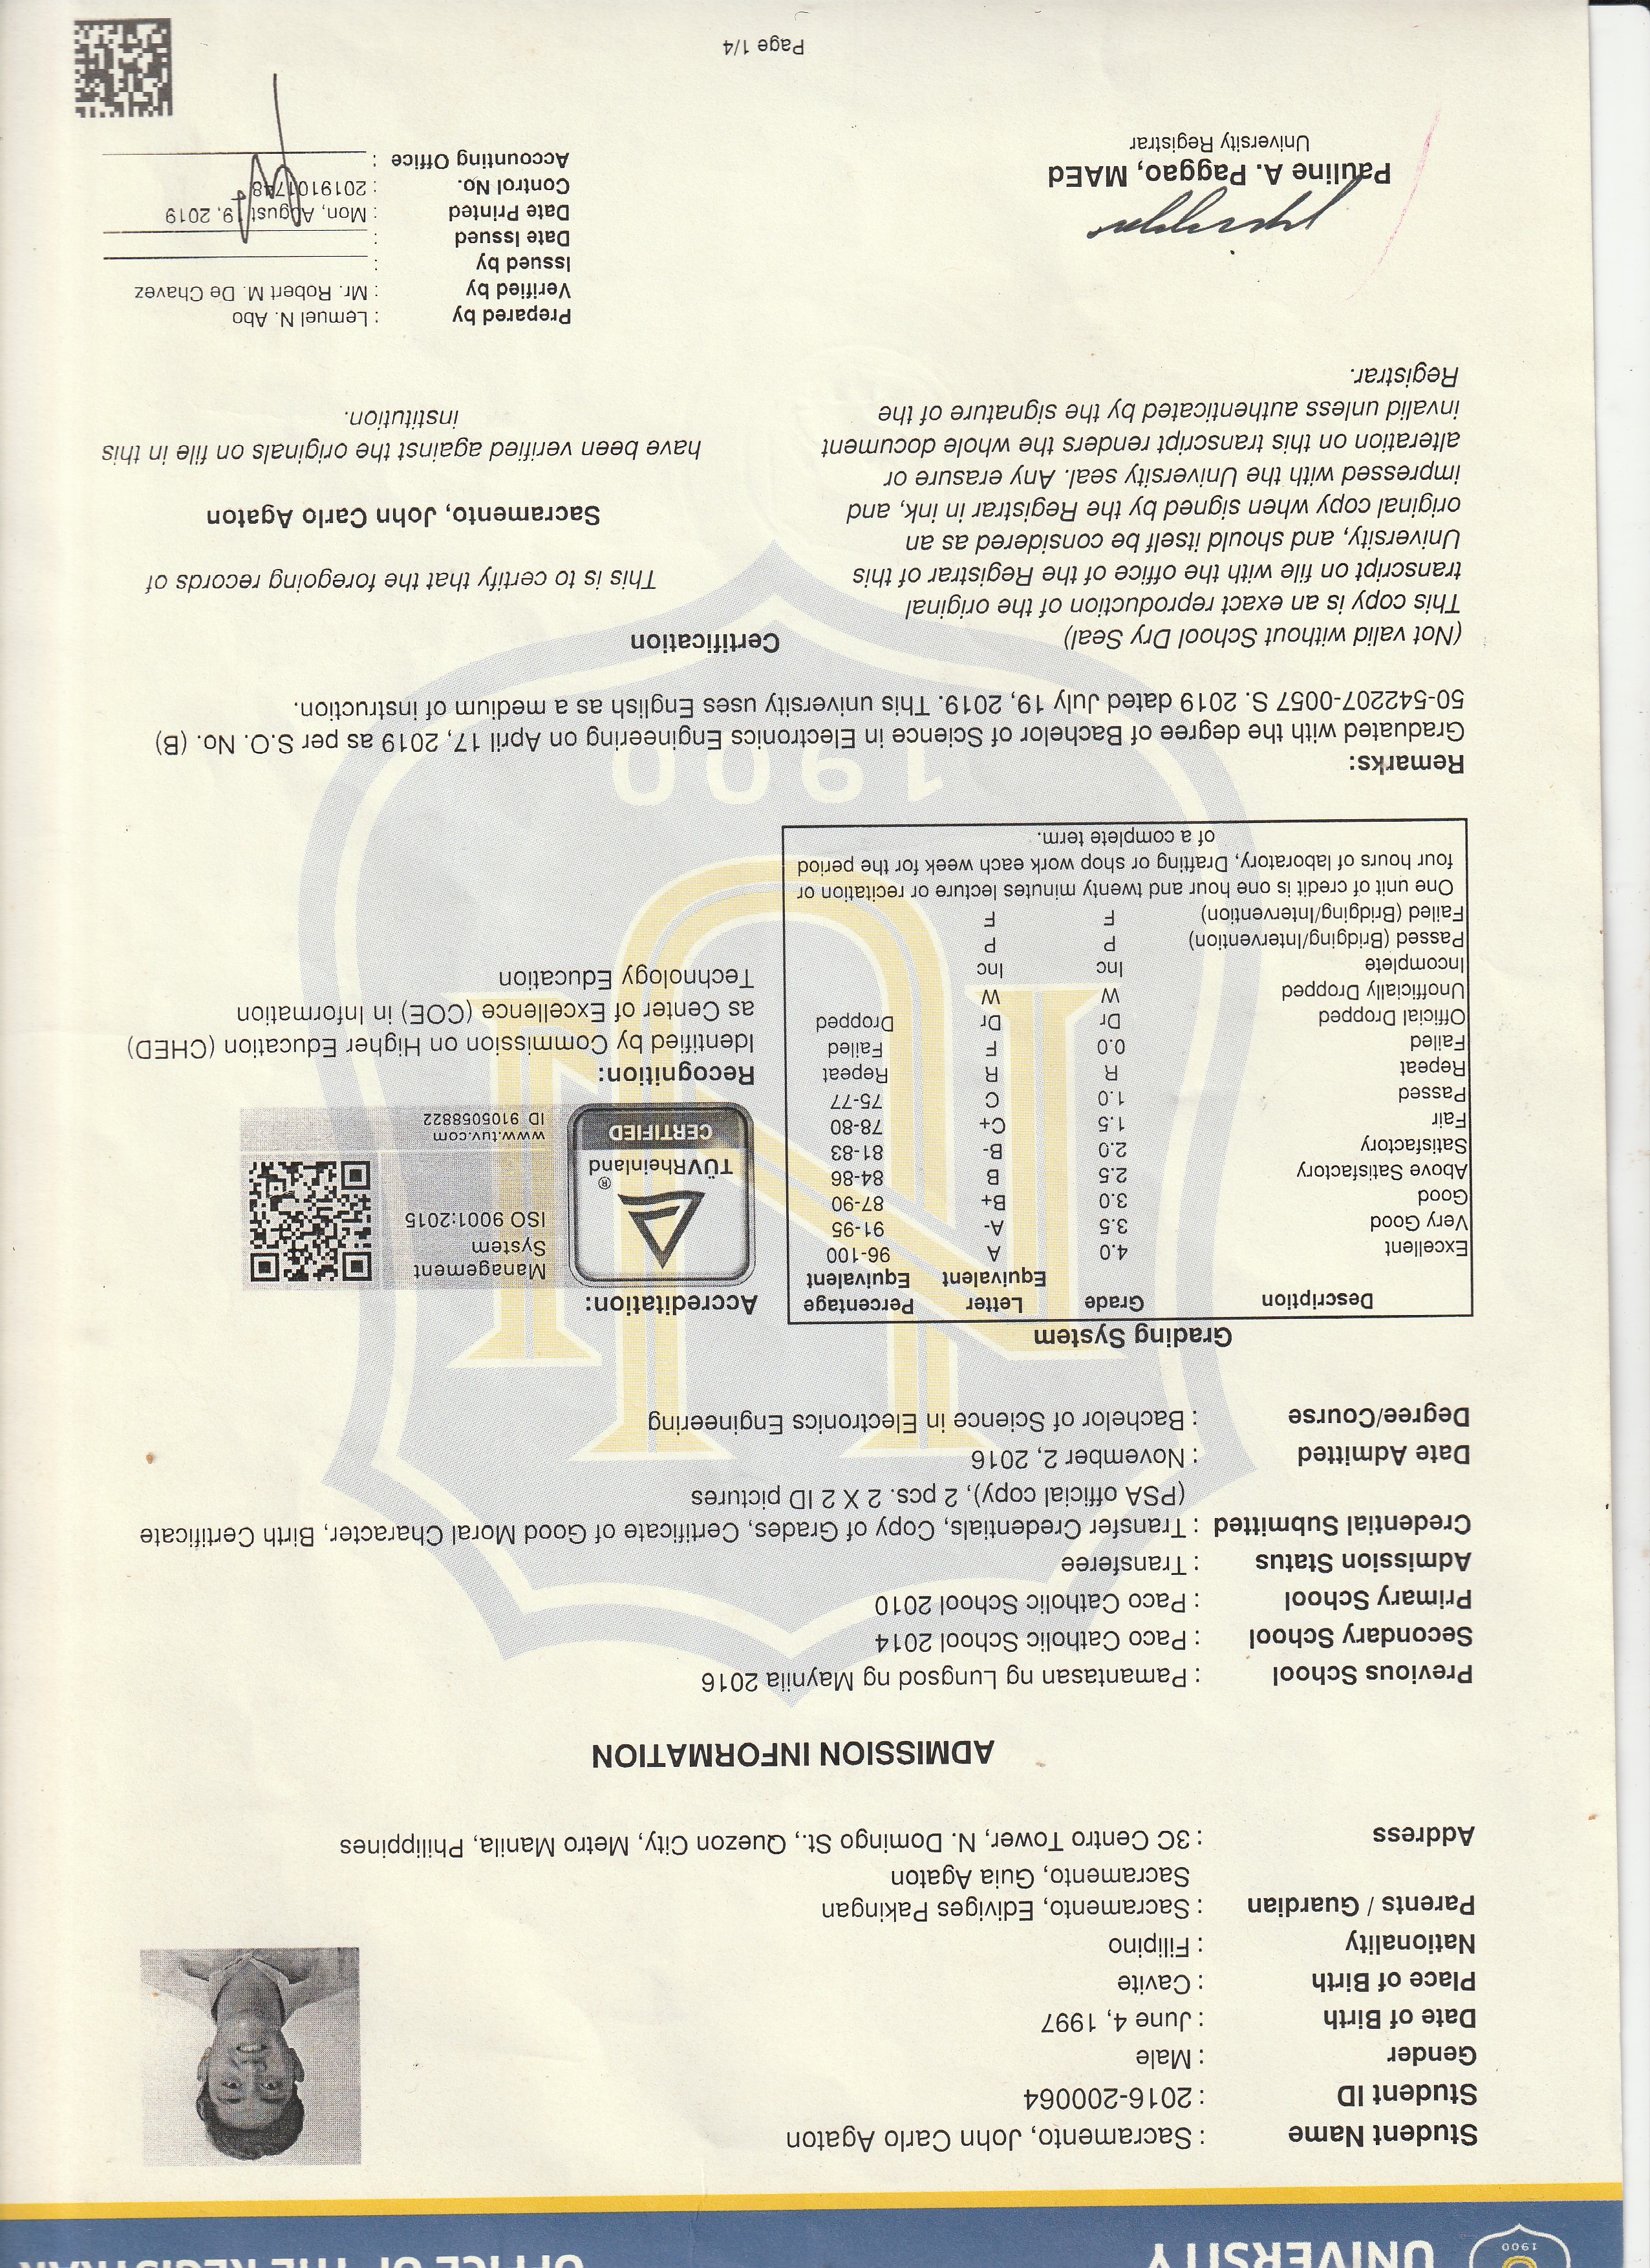 UNIVERSITY
OFFICE OF THE REGISTRAR
1900
Student Name : Sacramento, John Carlo Agaton
Student ID : 2016-200064
Gender : Male
Date of Birth : June 4, 1997
Place of Birth : Cavite
Nationality : Filipino
Parents / Guardian : Sacramento, Ediviges Pakingan
Sacramento, Guia Agaton
Address : 3C Centro Tower, N. Domingo St., Quezon City, Metro Manila, Philippines
ADMISSION INFORMATION
Previous School : Pamantasan ng Lungsod ng Maynila 2016
Secondary School : Paco Catholic School 2014
Primary School : Paco Catholic School 2010
Admission Status : Transferee
Credential Submitted : Transfer Credentials, Copy of Grades, Certificate of Good Moral Character, Birth Certificate
(PSA official copy), 2 pcs. 2 X 2 ID pictures
Date Admitted : November 2, 2016
Degree/Course : Bachelor of Science in Electronics Engineering
Grading System
Description Grade Letter Equivalent Percentage Equivalent
Excellent 4.0 A 96-100
Very Good 3.5 A- 91-95
Good 3.0 B+ 87-90
Above Satisfactory 2.5 B 84-86
Satisfactory 2.0 B- 81-83
Fair 1.5 C+ 78-80
Passed 1.0 C 75-77
Repeat R R Repeat
Failed 0.0 F Failed
Official Dropped Dr Dr Dropped
Unofficially Dropped W W
Incomplete Inc Inc
Passed (Bridging/Intervention) P P
Failed (Bridging/Intervention) F F
One unit of credit is one hour and twenty minutes lecture or recitation or
four hours of laboratory, Drafting or shop work each week for the period
of a complete term.
Accreditation:
TÜVRheinland ®
CERTIFIED
Management
System
ISO 9001:2015
www.tuv.com
ID 9105058822
Recognition:
Identified by Commission on Higher Education (CHED)
as Center of Excellence (COE) in Information
Technology Education
NU
1900
Remarks:
Graduated with the degree of Bachelor of Science in Electronics Engineering on April 17, 2019 as per S.O. No. (B)
50-542207-0057 S. 2019 dated July 19, 2019. This university uses English as a medium of instruction.
(Not valid without School Dry Seal)
This copy is an exact reproduction of the original
transcript on file with the office of the Registrar of this
University, and should itself be considered as an
original copy when signed by the Registrar in ink, and
impressed with the University seal. Any erasure or
alteration on this transcript renders the whole document
invalid unless authenticated by the signature of the
Registrar.
Certification
This is to certify that the foregoing records of
Sacramento, John Carlo Agaton
have been verified against the originals on file in this
institution.
Pauline A. Paggao, MAEd
University Registrar
Prepared by : Lemuel N. Abo
Verified by : Mr. Robert M. De Chavez
Issued by :
Date Issued :
Date Printed : Mon, August 19, 2019
Control No. : 2019101748
Accounting Office :
Page 1/4